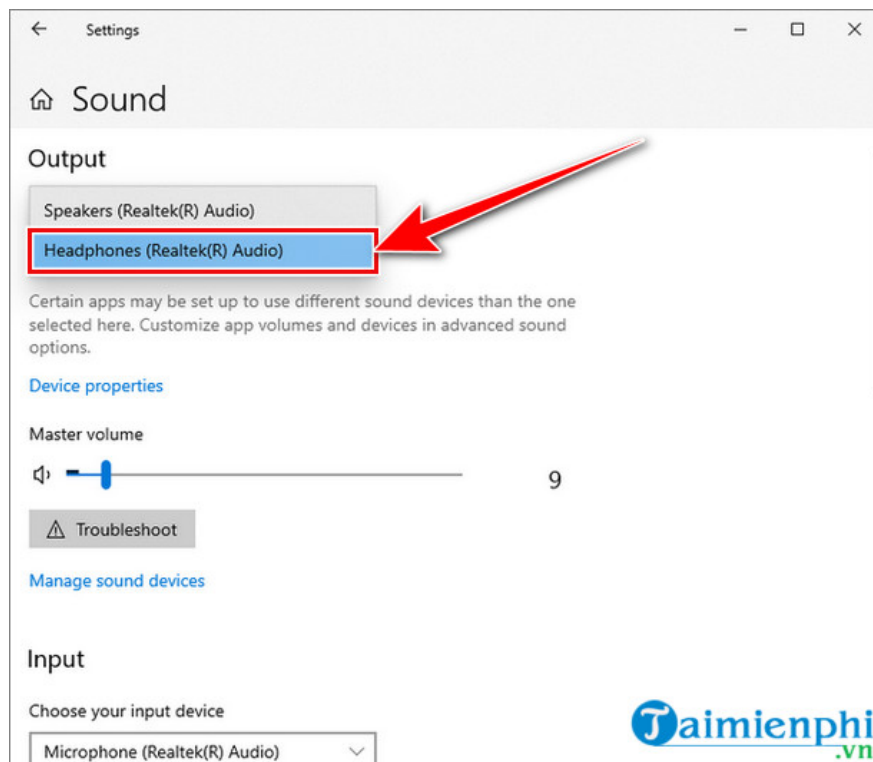 Settings
Sound
Output
Speakers (Realtek(R) Audio)
Headphones (Realtek(R) Audio)
Certain apps may be set up to use different sound devices than the one
selected here. Customize app volumes and devices in advanced sound
options.
Device properties
Master volume
9
Troubleshoot
Manage sound devices
Input
Choose your input device
Microphone (Realtek(R) Audio)
Taimienphi
.vn